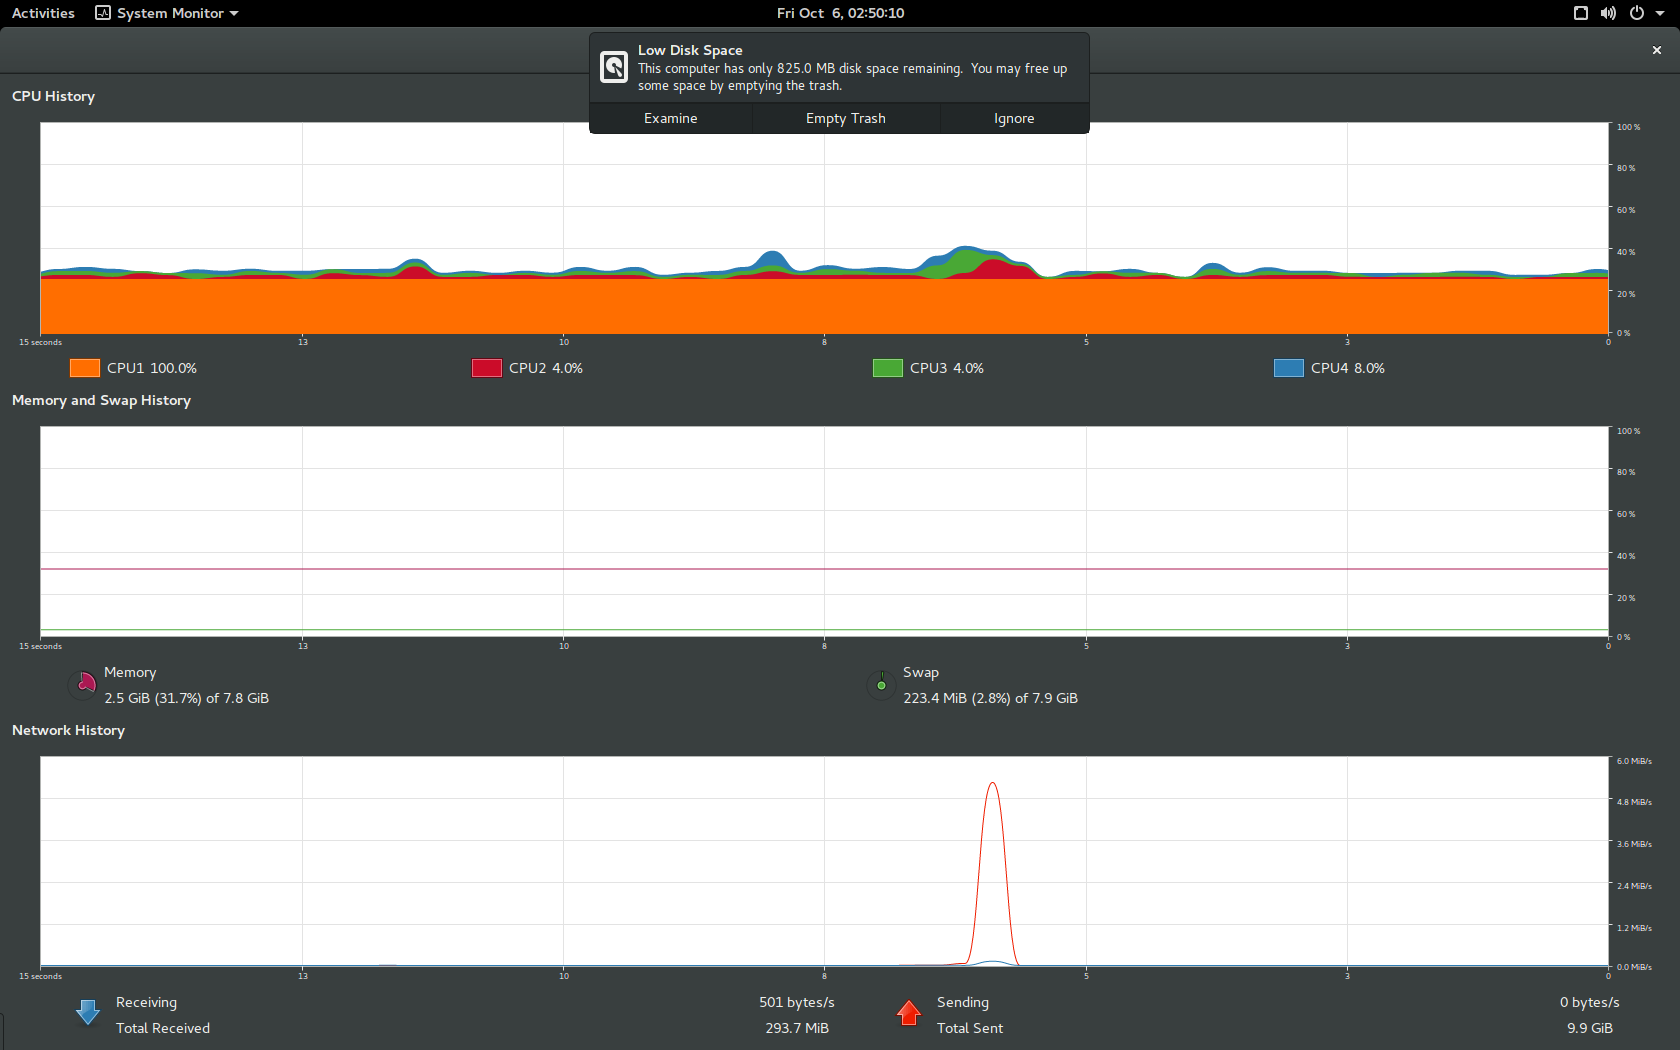 Activities System Monitor Fri Oct 6, 02:50:10
Low Disk Space
This computer has only 825.0 MB disk space remaining. You may free up
some space by emptying the trash.
Examine Empty Trash Ignore
CPU History
100 %
80 %
60 %
40 %
20 %
0 %
15 seconds 13 10 8 5 3 0
CPU1 100.0% CPU2 4.0% CPU3 4.0% CPU4 8.0%
Memory and Swap History
100 %
80 %
60 %
40 %
20 %
0 %
15 seconds 13 10 8 5 3 0
Memory
2.5 GiB (31.7%) of 7.8 GiB
Swap
223.4 MiB (2.8%) of 7.9 GiB
Network History
6.0 MiB/s
4.8 MiB/s
3.6 MiB/s
2.4 MiB/s
1.2 MiB/s
0.0 MiB/s
15 seconds 13 10 8 5 3 0
Receiving 501 bytes/s
Total Received 293.7 MiB
Sending 0 bytes/s
Total Sent 9.9 GiB